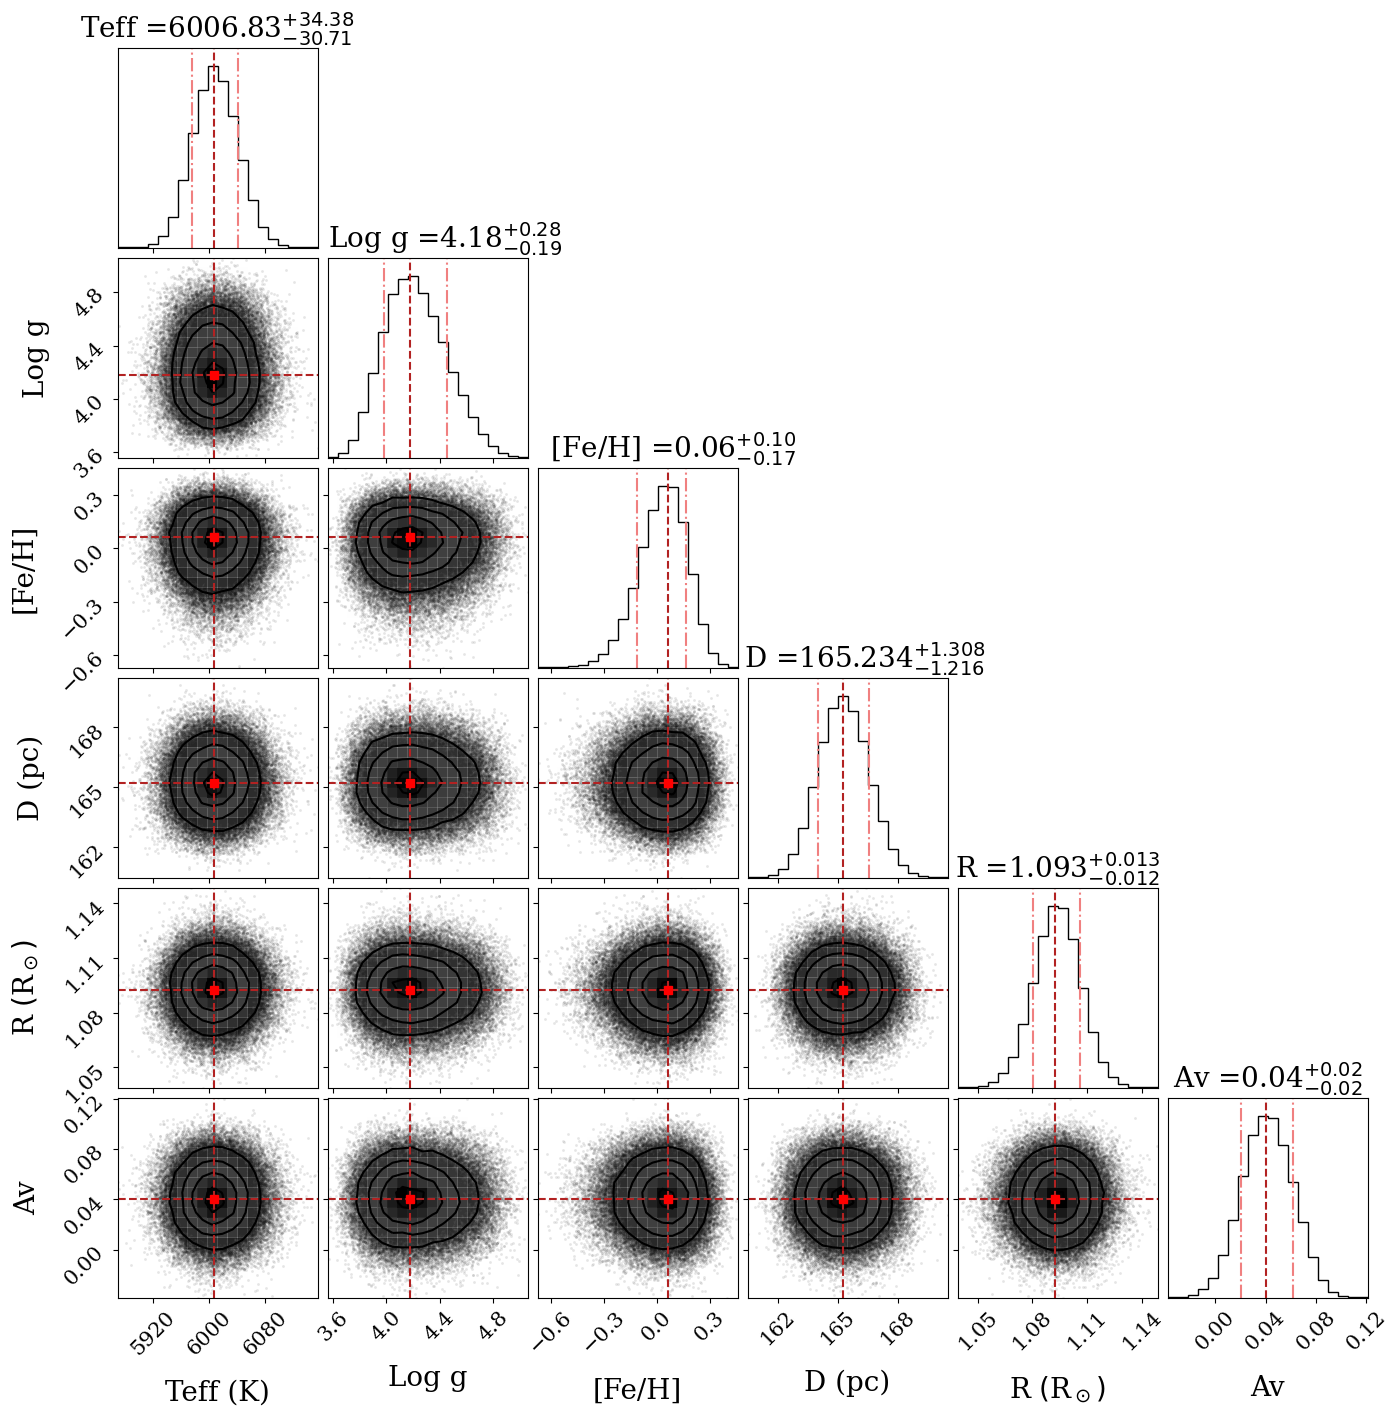 Teff =6006.83+34.38−30.71
Log g =4.18+0.28−0.19
4.8
4.4
4.0
3.6
Log g
[Fe/H] =0.06+0.10−0.17
0.3
0.0
−0.3
−0.6
[Fe/H]
D =165.234+1.308−1.216
168
165
162
D (pc)
R =1.093+0.013−0.012
1.14
1.11
1.08
1.05
R (R⊙)
Av =0.04+0.02−0.02
0.12
0.08
0.04
0.00
Av
5920 6000 6080 3.6 4.0 4.4 4.8 −0.6 −0.3 0.0 0.3 162 165 168 1.05 1.08 1.11 1.14 0.00 0.04 0.08 0.12
Teff (K) Log g [Fe/H] D (pc) R (R⊙) Av